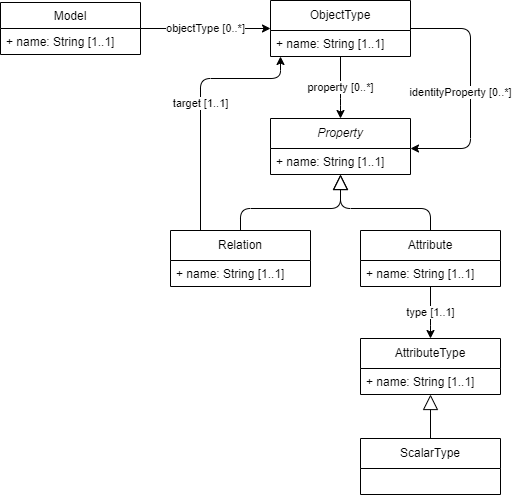 Model
+ name: String [1..1]
objectType [0..*]
ObjectType
+ name: String [1..1]
property [0..*]
identityProperty [0..*]
target [1..1]
Property
+ name: String [1..1]
Relation
+ name: String [1..1]
Attribute
+ name: String [1..1]
type [1..1]
AttributeType
+ name: String [1..1]
ScalarType